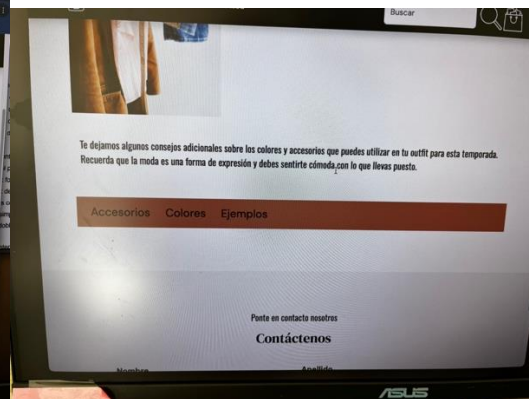 Buscar
Te dejamos algunos consejos adicionales sobre los colores y accesorios que puedes utilizar en tu outfit para esta temporada.
Recuerda que la moda es una forma de expresión y debes sentirte cómoda,con lo que llevas puesto.
Accesorios Colores Ejemplos
Ponte en contacto nosotros
Contáctenos
Nombre Apellido
ASUS